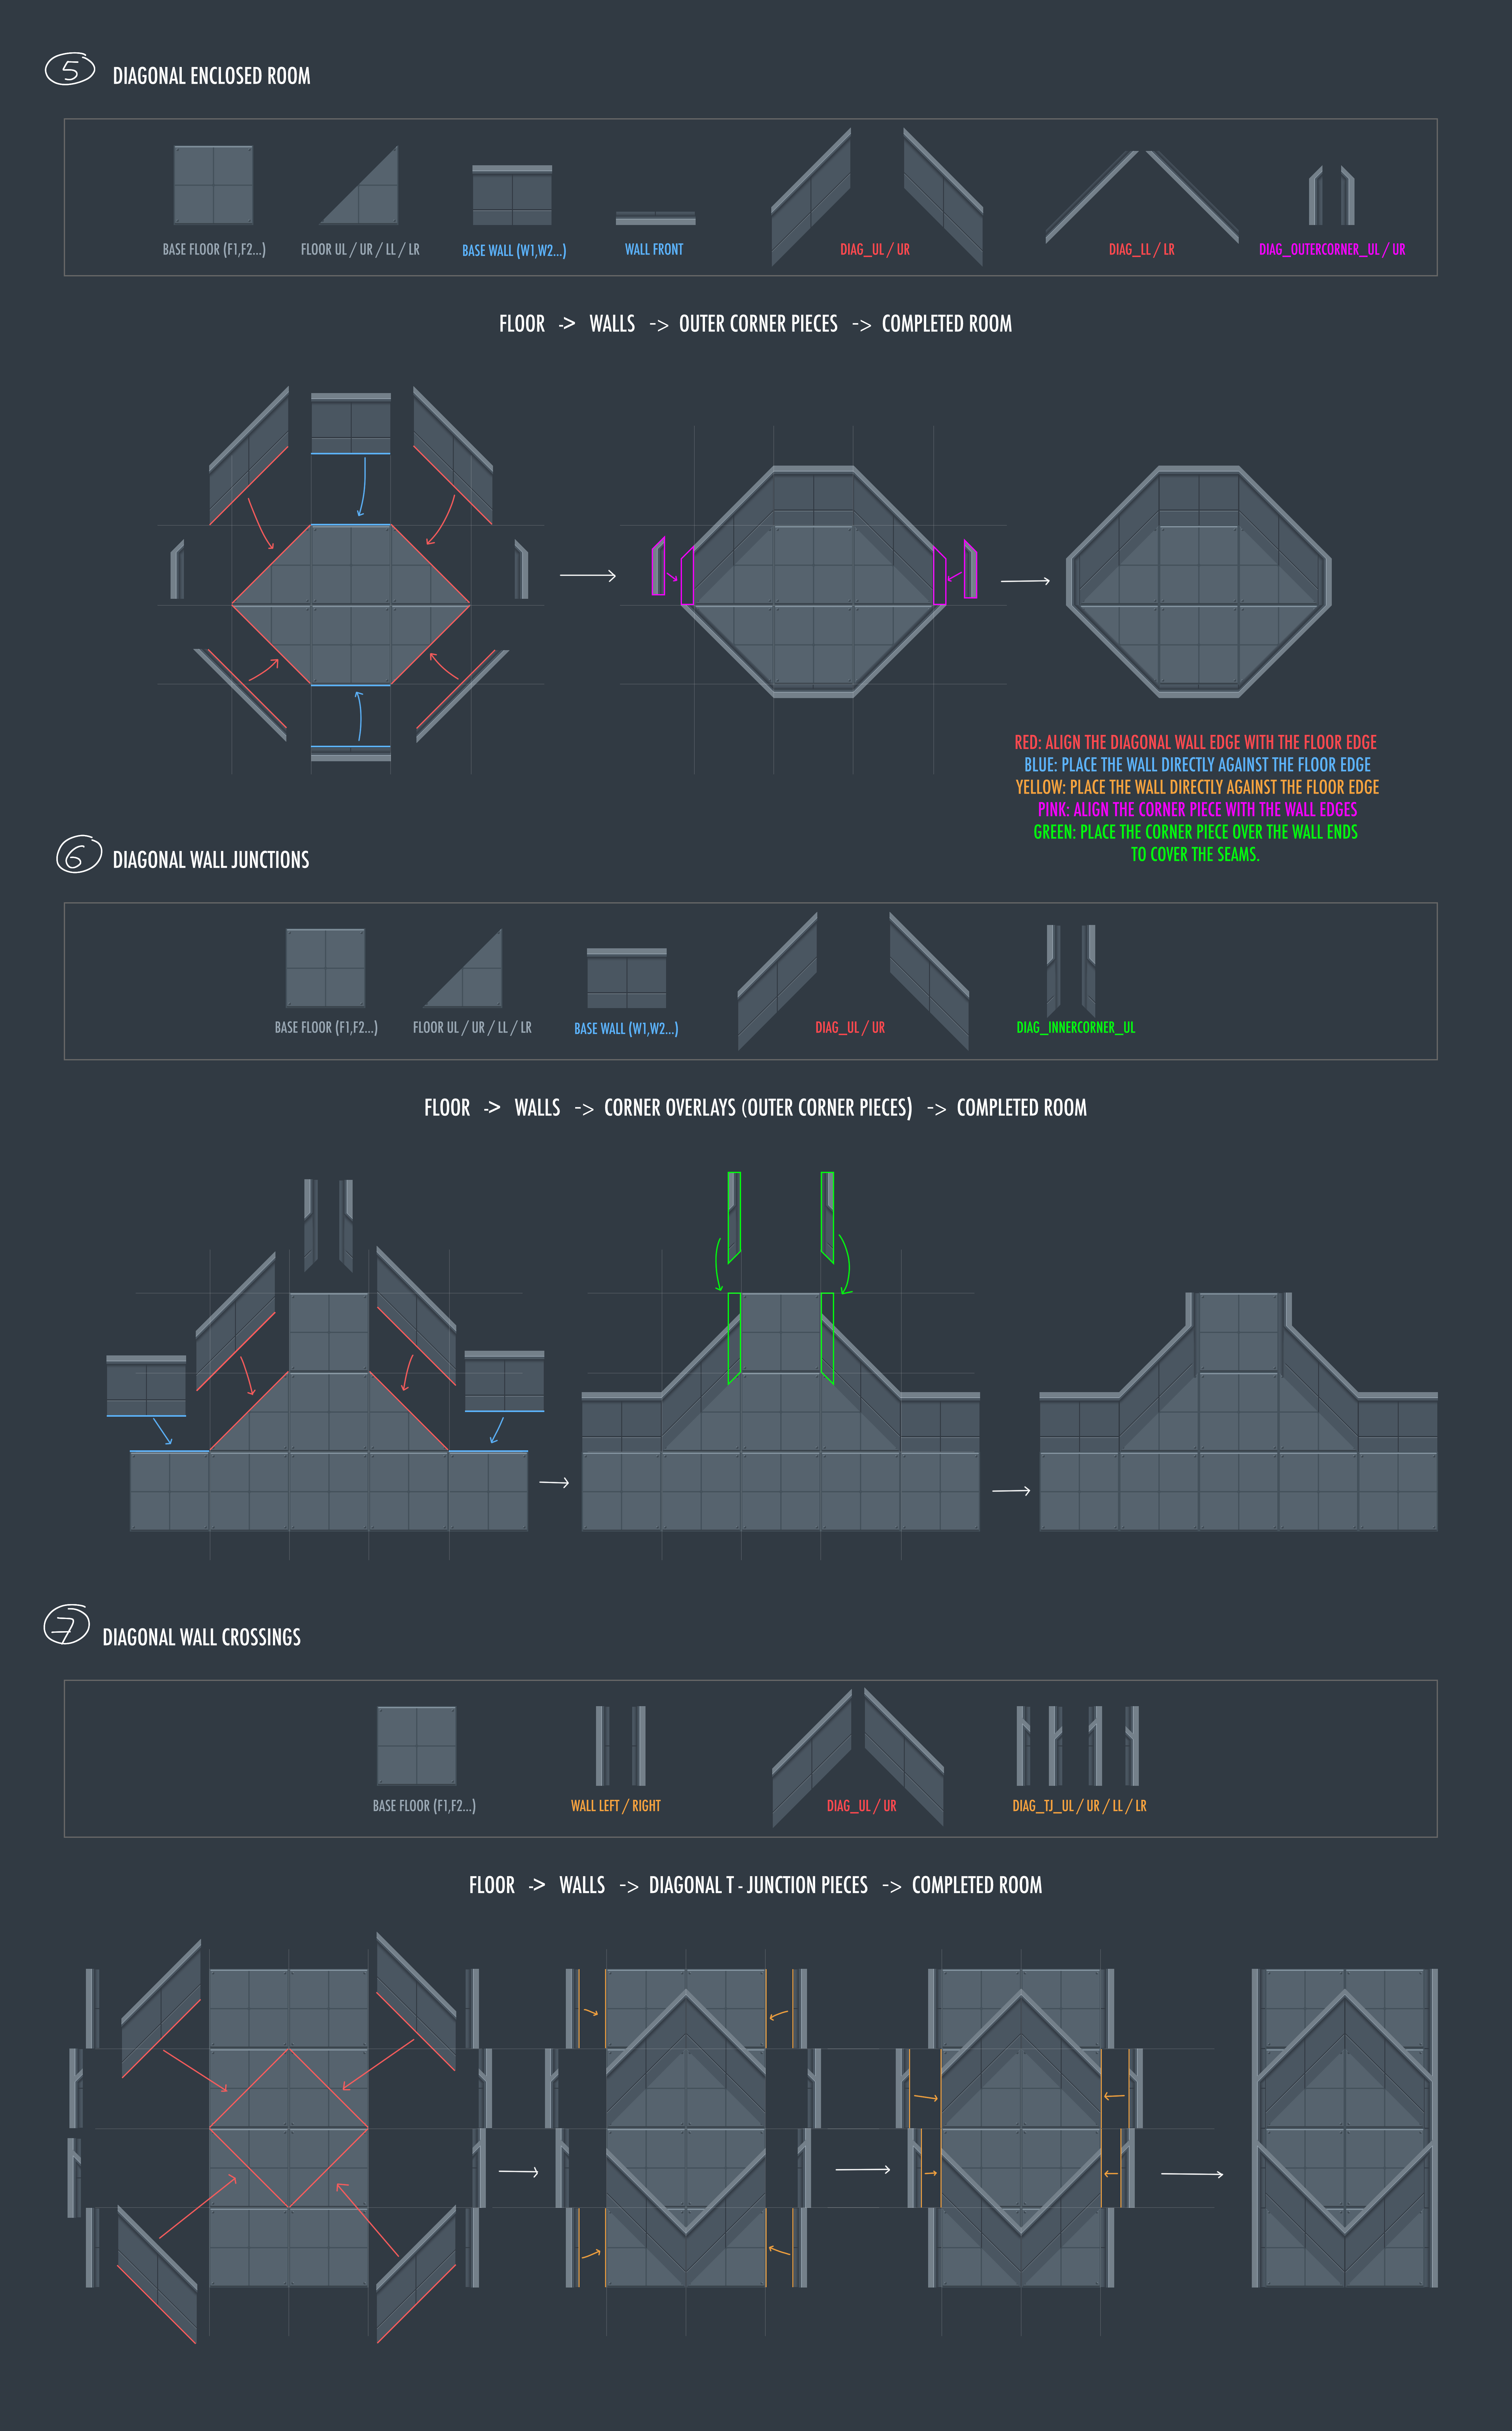 5 DIAGONAL ENCLOSED ROOM
BASE FLOOR (F1,F2...)
FLOOR UL / UR / LL / LR
BASE WALL (W1,W2...)
WALL FRONT
DIAG_UL / UR
DIAG_LL / LR
DIAG_OUTERCORNER_UL / UR
FLOOR -> WALLS -> OUTER CORNER PIECES -> COMPLETED ROOM
RED: ALIGN THE DIAGONAL WALL EDGE WITH THE FLOOR EDGE
BLUE: PLACE THE WALL DIRECTLY AGAINST THE FLOOR EDGE
YELLOW: PLACE THE WALL DIRECTLY AGAINST THE FLOOR EDGE
PINK: ALIGN THE CORNER PIECE WITH THE WALL EDGES
GREEN: PLACE THE CORNER PIECE OVER THE WALL ENDS
TO COVER THE SEAMS.
6 DIAGONAL WALL JUNCTIONS
BASE FLOOR (F1,F2...)
FLOOR UL / UR / LL / LR
BASE WALL (W1,W2...)
DIAG_UL / UR
DIAG_INNERCORNER_UL
FLOOR -> WALLS -> CORNER OVERLAYS (OUTER CORNER PIECES) -> COMPLETED ROOM
7 DIAGONAL WALL CROSSINGS
BASE FLOOR (F1,F2...)
WALL LEFT / RIGHT
DIAG_UL / UR
DIAG_TJ_UL / UR / LL / LR
FLOOR -> WALLS -> DIAGONAL T - JUNCTION PIECES -> COMPLETED ROOM